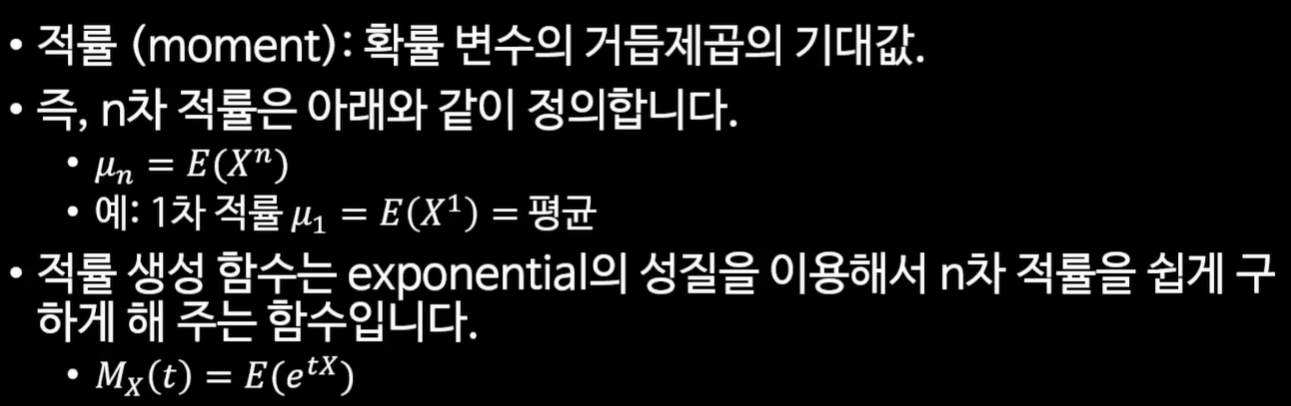 • 적률 (moment): 확률 변수의 거듭제곱의 기대값.
• 즉, n차 적률은 아래와 같이 정의합니다.
• μₙ = E(Xⁿ)
• 예: 1차 적률 μ₁ = E(X¹) = 평균
• 적률 생성 함수는 exponential의 성질을 이용해서 n차 적률을 쉽게 구
하게 해 주는 함수입니다.
• M_X(t) = E(e^{tX})